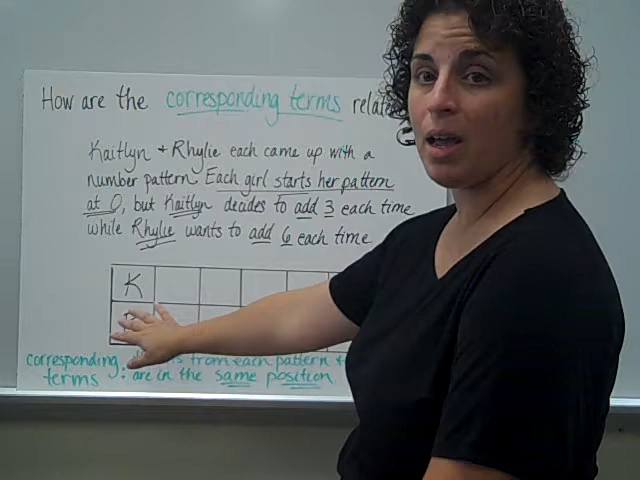 How are the corresponding terms relate
Kaitlyn + Rhylie each came up with a
number pattern. Each girl starts her pattern
at 0, but Kaitlyn decides to add 3 each time
while Rhylie wants to add 6 each time.
K
corresponding from each pattern
terms : are in the same position